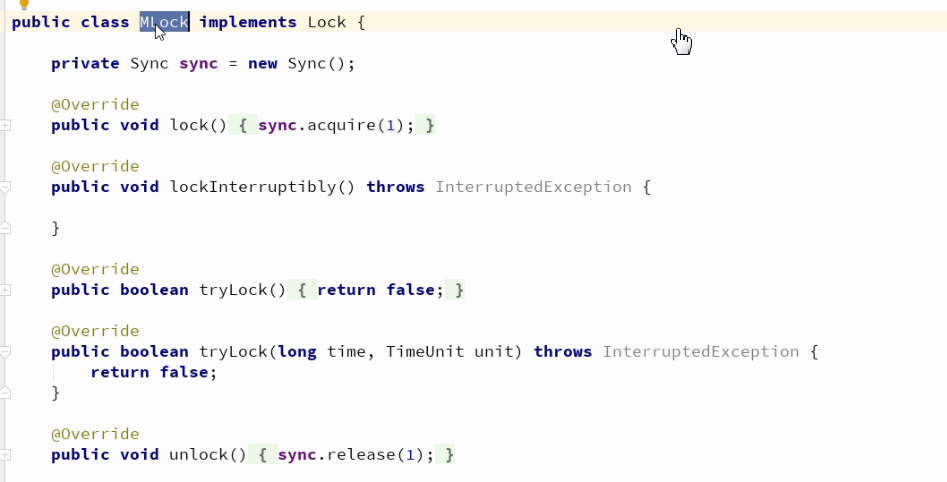 public class MLock implements Lock {
private Sync sync = new Sync();
@Override
public void lock() { sync.acquire(1); }
@Override
public void lockInterruptibly() throws InterruptedException {
}
@Override
public boolean tryLock() { return false; }
@Override
public boolean tryLock(long time, TimeUnit unit) throws InterruptedException {
return false;
}
@Override
public void unlock() { sync.release(1); }